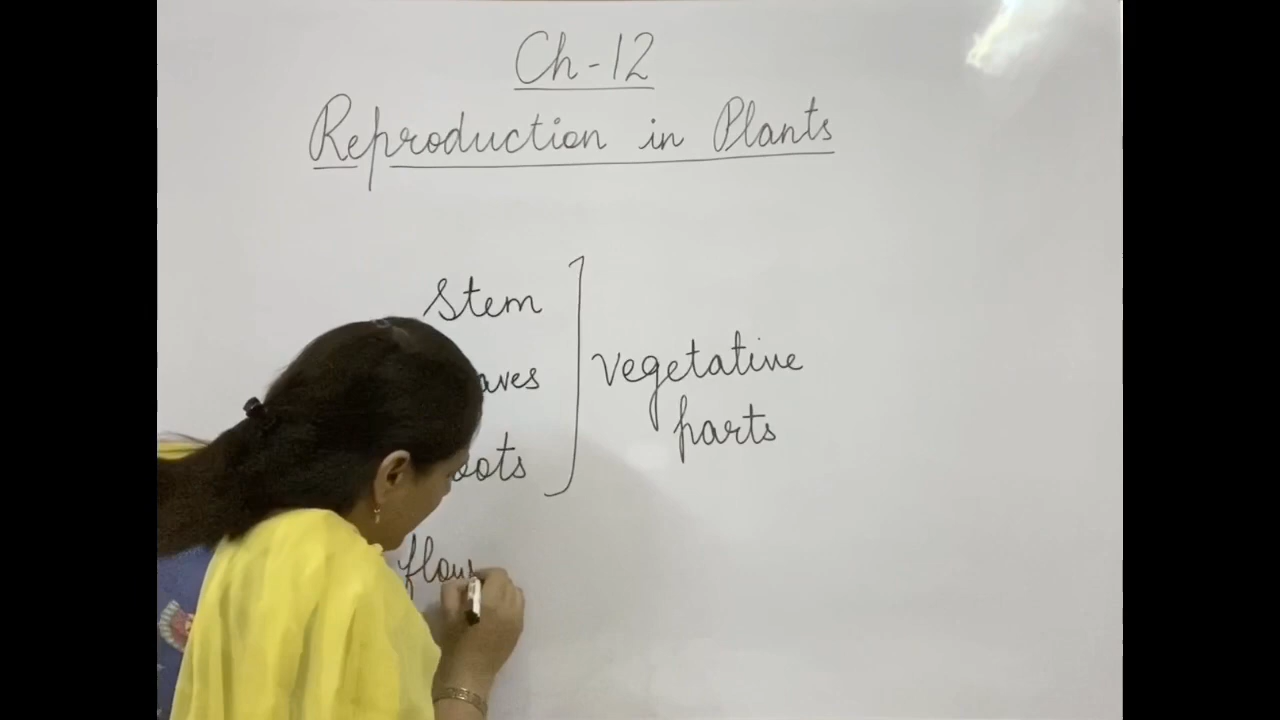 Ch-12
Reproduction in Plants
Stem
aves
oots
vegetative
parts
flow